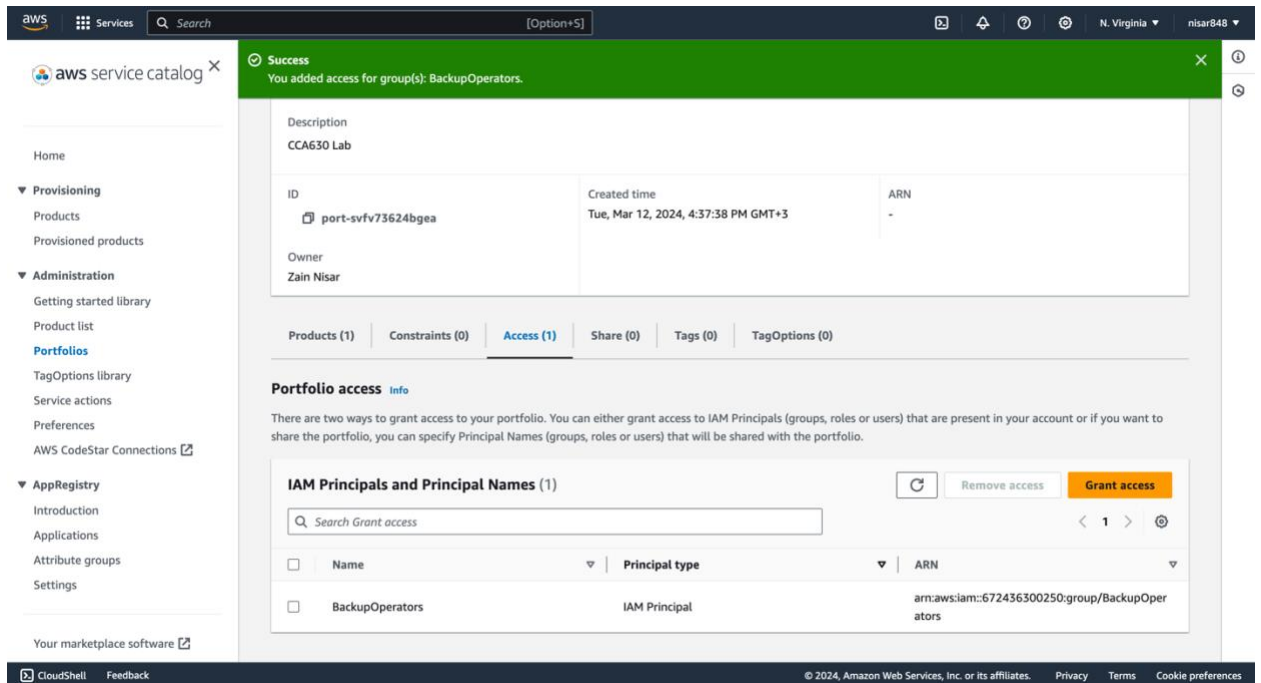 aws
Services
Search
[Option+S]
N. Virginia ▼
nisar848 ▼
aws service catalog
Home
▼ Provisioning
Products
Provisioned products
▼ Administration
Getting started library
Product list
Portfolios
TagOptions library
Service actions
Preferences
AWS CodeStar Connections
▼ AppRegistry
Introduction
Applications
Attribute groups
Settings
Your marketplace software
Success
You added access for group(s): BackupOperators.
Description
CCA630 Lab
ID
port-svfv73624bgea
Created time
Tue, Mar 12, 2024, 4:37:38 PM GMT+3
ARN
-
Owner
Zain Nisar
Products (1)
Constraints (0)
Access (1)
Share (0)
Tags (0)
TagOptions (0)
Portfolio access Info
There are two ways to grant access to your portfolio. You can either grant access to IAM Principals (groups, roles or users) that are present in your account or if you want to
share the portfolio, you can specify Principal Names (groups, roles or users) that will be shared with the portfolio.
IAM Principals and Principal Names (1)
Remove access
Grant access
Search Grant access
1
Name
Principal type
ARN
BackupOperators
IAM Principal
arn:aws:iam::672436300250:group/BackupOper
ators
CloudShell
Feedback
© 2024, Amazon Web Services, Inc. or its affiliates.
Privacy
Terms
Cookie preferences